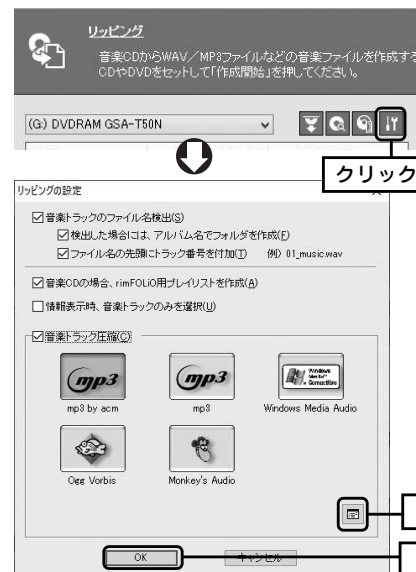 リッピング
音楽CDからWAV／MP3ファイルなどの音楽ファイルを作成する
CDやDVDをセットして「作成開始」を押してください。
(G:) DVDRAM GSA-T50N
クリック
リッピングの設定
音楽トラックのファイル名検出(S)
検出した場合には、アルバム名でフォルダを作成(F)
ファイル名の先頭にトラック番号を付加(T) 例) 01_music.wav
音楽CDの場合、rimFOLiO用プレイリストを作成(A)
情報表示時、音楽トラックのみを選択(U)
音楽トラック圧縮(C)
mp3
mp3
Windows Media Compatible
mp3 by acm
mp3
Windows Media Audio
Ogg Vorbis
Monkey's Audio
OK
キャンセル